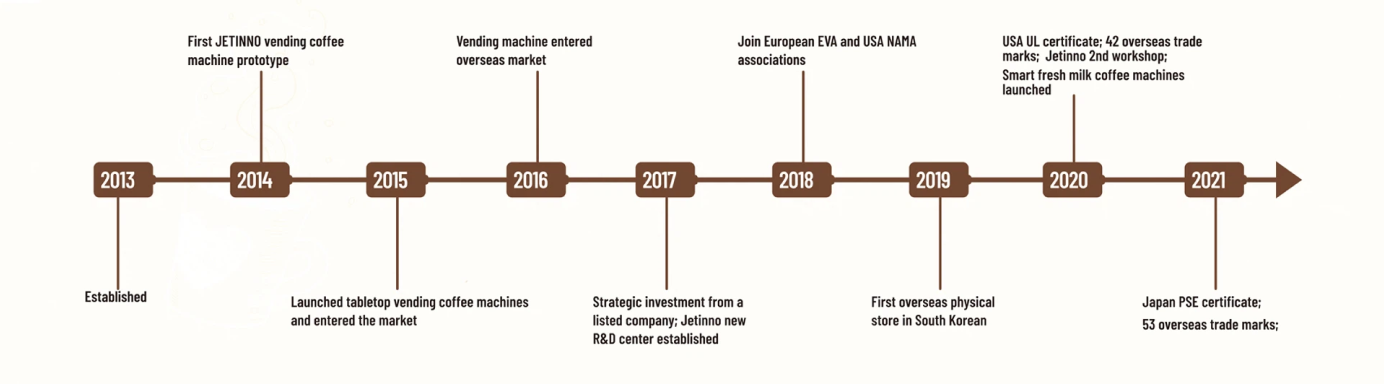 First JETINNO vending coffee
machine prototype
Vending machine entered
overseas market
Join European EVA and USA NAMA
associations
USA UL certificate; 42 overseas trade
marks; Jetinno 2nd workshop;
Smart fresh milk coffee machines
launched
2013
2014
2015
2016
2017
2018
2019
2020
2021
Established
Launched tabletop vending coffee machines
and entered the market
Strategic investment from a
listed company; Jetinno new
R&D center established
First overseas physical
store in South Korean
Japan PSE certificate;
53 overseas trade marks;